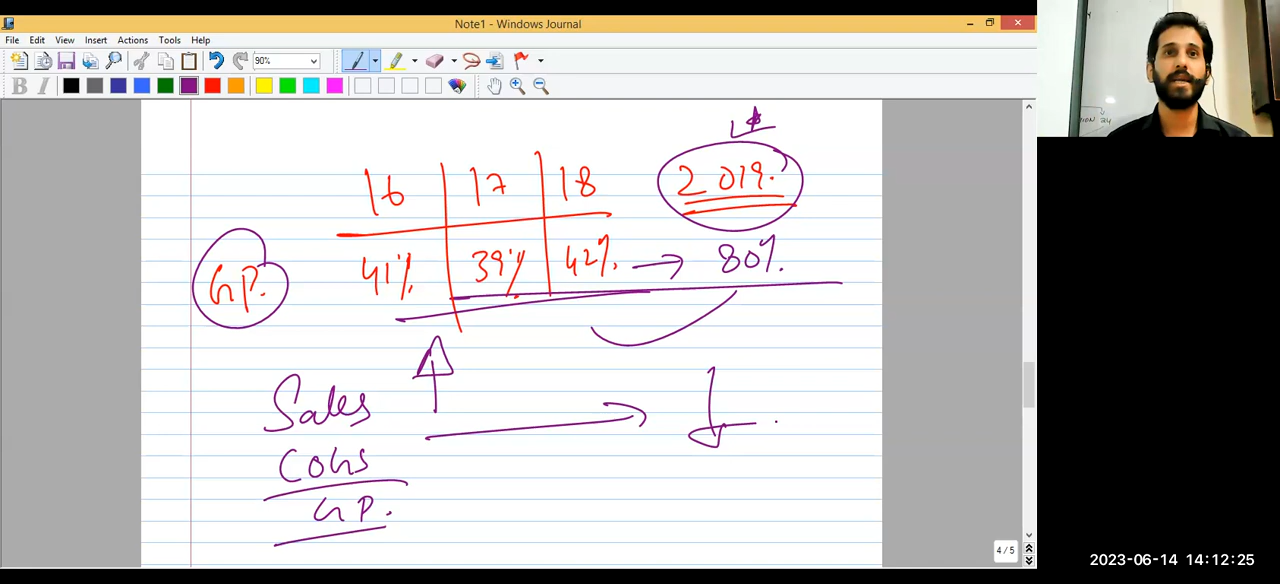 Note1 - Windows Journal
File Edit View Insert Actions Tools Help
90%
B I
16 17 18 2019.
GP. 41% 39% 42% → 80%.
Sales
COGS
GP.
4/5
2023-06-14 14:12:25